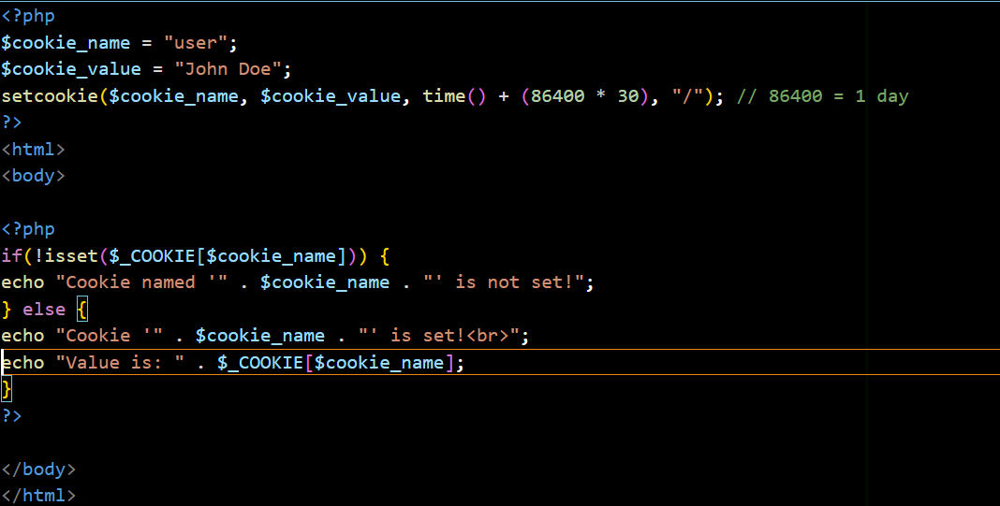 <?php
$cookie_name = "user";
$cookie_value = "John Doe";
setcookie($cookie_name, $cookie_value, time() + (86400 * 30), "/"); // 86400 = 1 day
?>
<html>
<body>

<?php
if(!isset($_COOKIE[$cookie_name])) {
echo "Cookie named '" . $cookie_name . "' is not set!";
} else {
echo "Cookie '" . $cookie_name . "' is set!<br>";
echo "Value is: " . $_COOKIE[$cookie_name];
}
?>

</body>
</html>